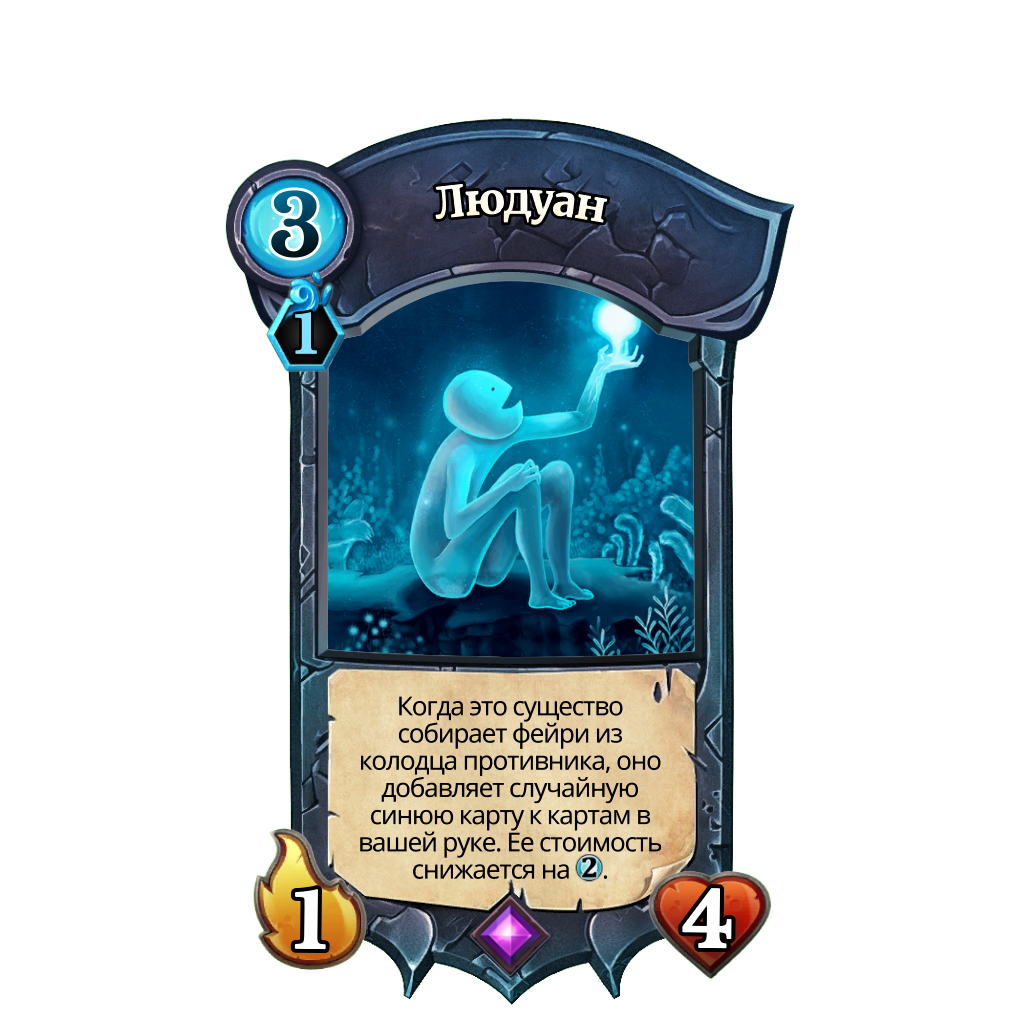 Людуан
3
1
Когда это существо
собирает фейри из
колодца противника, оно
добавляет случайную
синюю карту к картам в
вашей руке. Ее стоимость
снижается на 2.
1
4